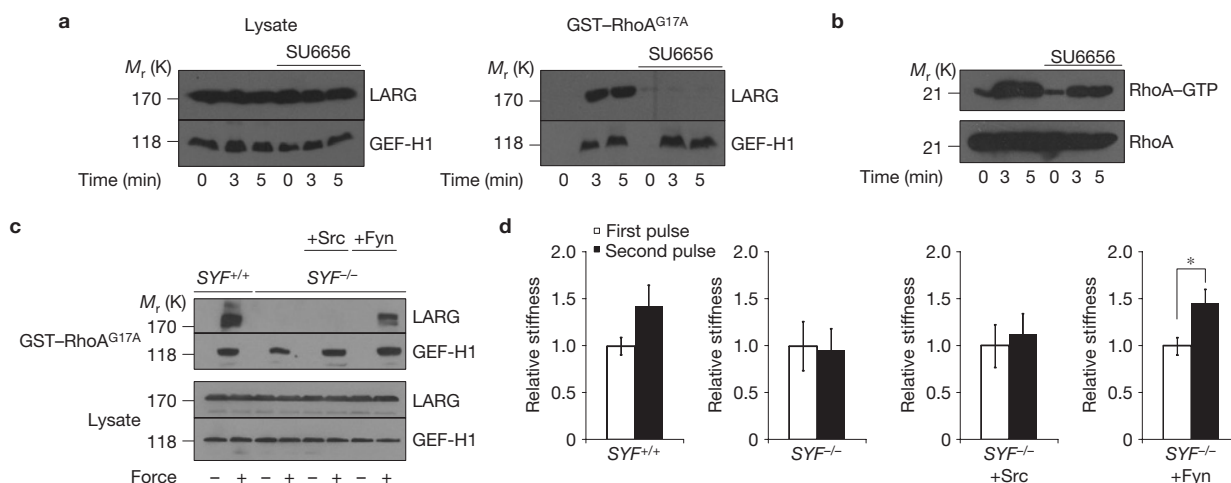 a
Lysate
GST–RhoA^G17A
SU6656
SU6656
Mr (K)
170
118
LARG
GEF-H1
Time (min) 0 3 5 0 3 5
Mr (K)
170
118
LARG
GEF-H1
Time (min) 0 3 5 0 3 5
b
SU6656
Mr (K)
21
RhoA–GTP
21
RhoA
Time (min) 0 3 5 0 3 5
c
+Src +Fyn
SYF+/+ SYF–/–
Mr (K)
GST–RhoA^G17A
170
LARG
118
GEF-H1
Lysate
170
LARG
118
GEF-H1
Force – + – + – + – +
d
First pulse
Second pulse
Relative stiffness
2.0
1.5
1.0
0.5
0
SYF+/+
Relative stiffness
2.0
1.5
1.0
0.5
0
SYF–/–
Relative stiffness
2.0
1.5
1.0
0.5
0
SYF–/–
+Src
Relative stiffness
2.0
1.5
1.0
0.5
0
*
SYF–/–
+Fyn